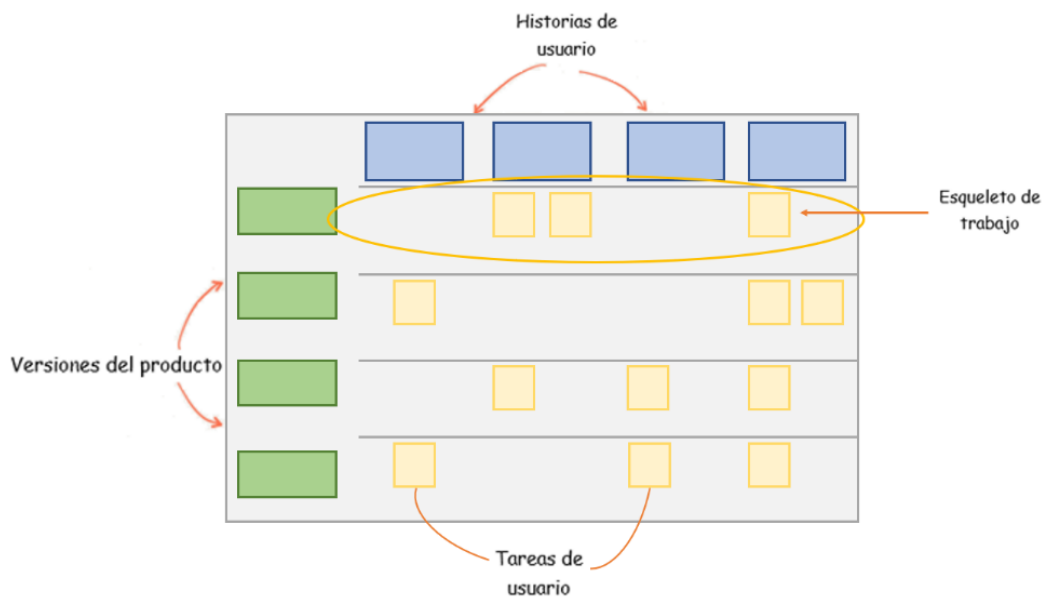 Historias de
usuario
Esqueleto de
trabajo
Versiones del producto
Tareas de
usuario